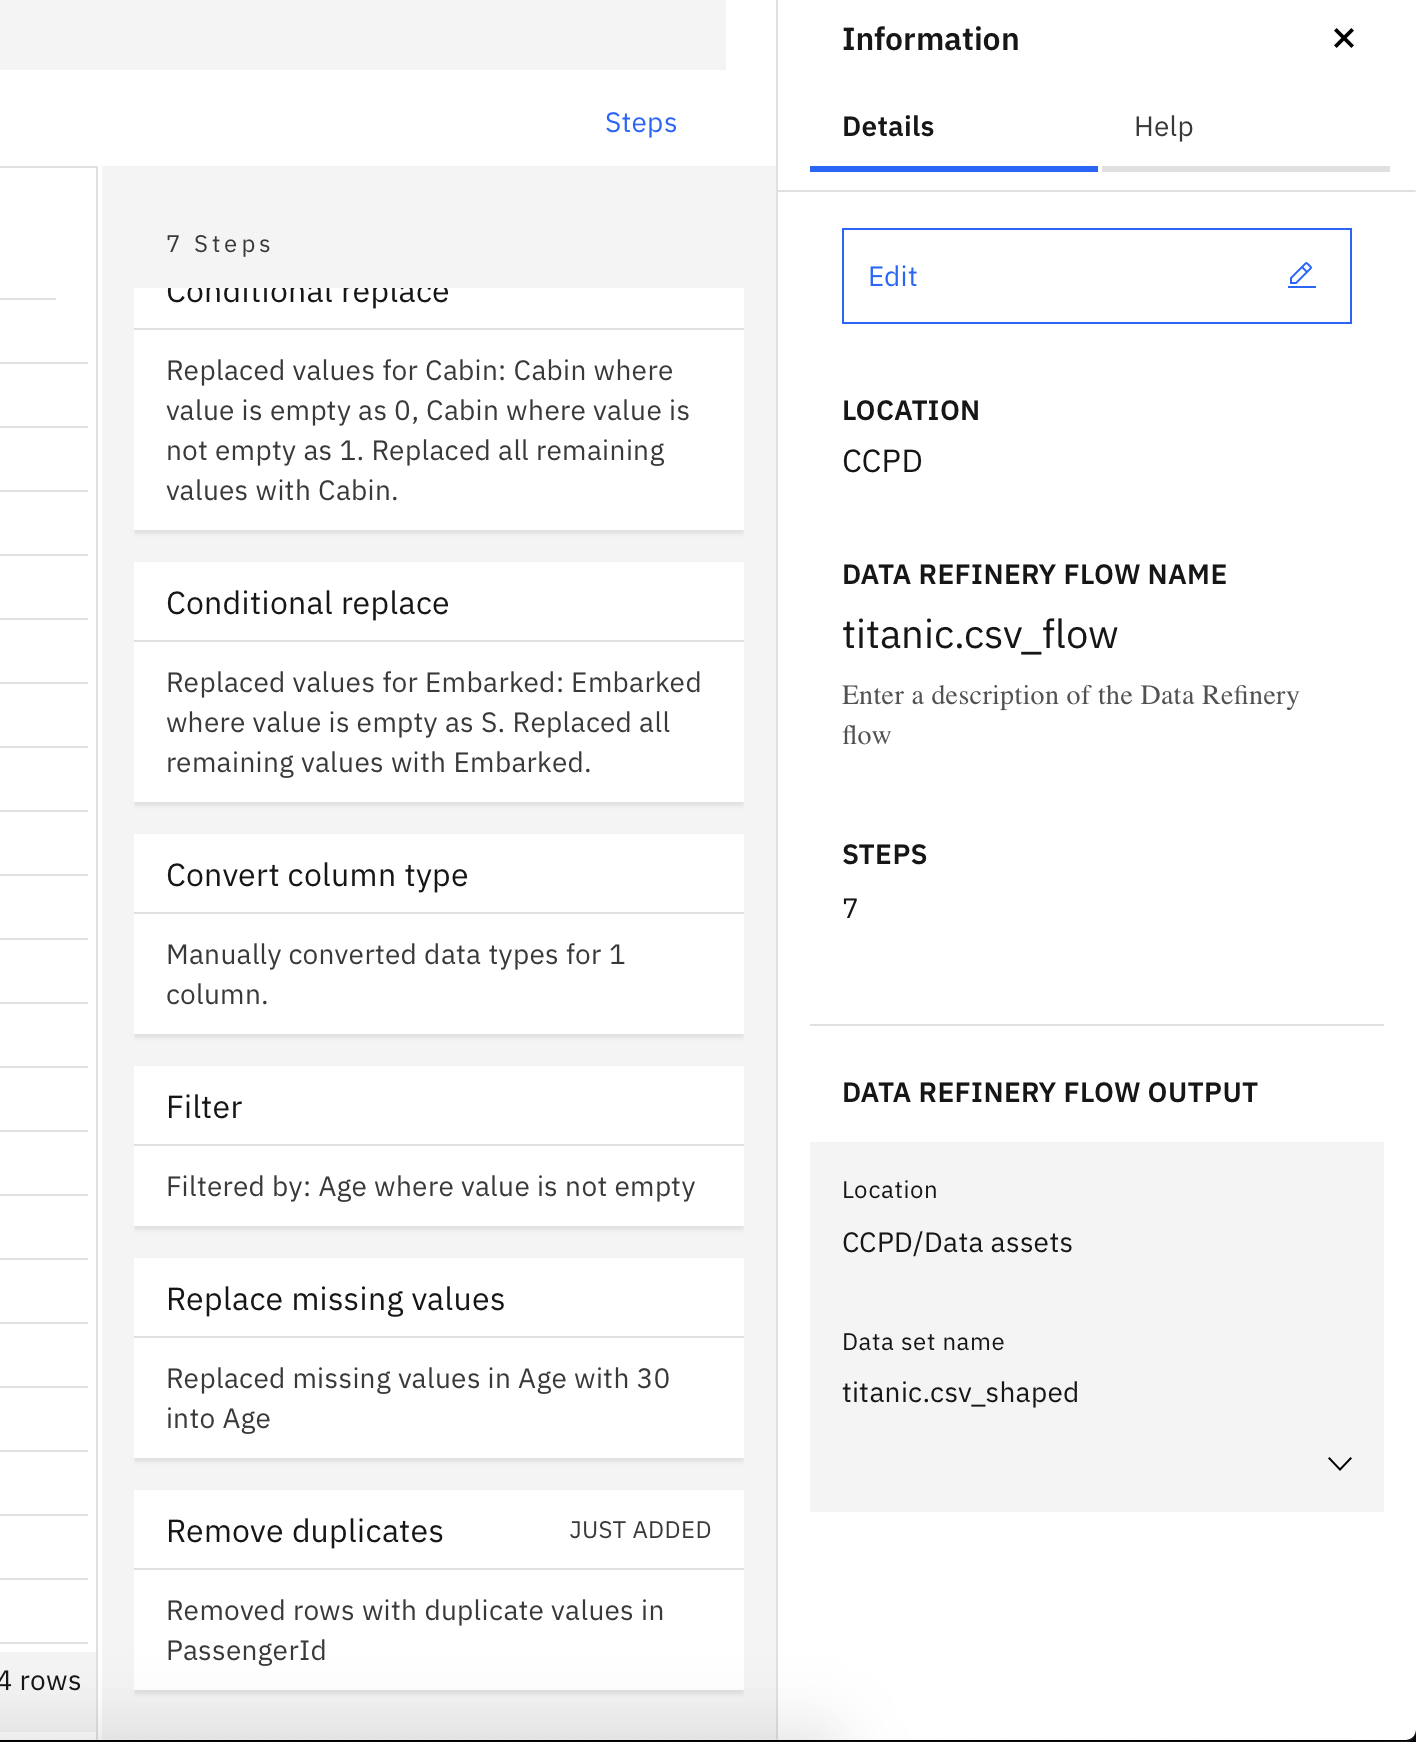 Steps
7 Steps
Conditional replace
Replaced values for Cabin: Cabin where
value is empty as 0, Cabin where value is
not empty as 1. Replaced all remaining
values with Cabin.
Conditional replace
Replaced values for Embarked: Embarked
where value is empty as S. Replaced all
remaining values with Embarked.
Convert column type
Manually converted data types for 1
column.
Filter
Filtered by: Age where value is not empty
Replace missing values
Replaced missing values in Age with 30
into Age
Remove duplicates JUST ADDED
Removed rows with duplicate values in
PassengerId
4 rows
Information
Details Help
Edit
LOCATION
CCPD
DATA REFINERY FLOW NAME
titanic.csv_flow
Enter a description of the Data Refinery
flow
STEPS
7
DATA REFINERY FLOW OUTPUT
Location
CCPD/Data assets
Data set name
titanic.csv_shaped